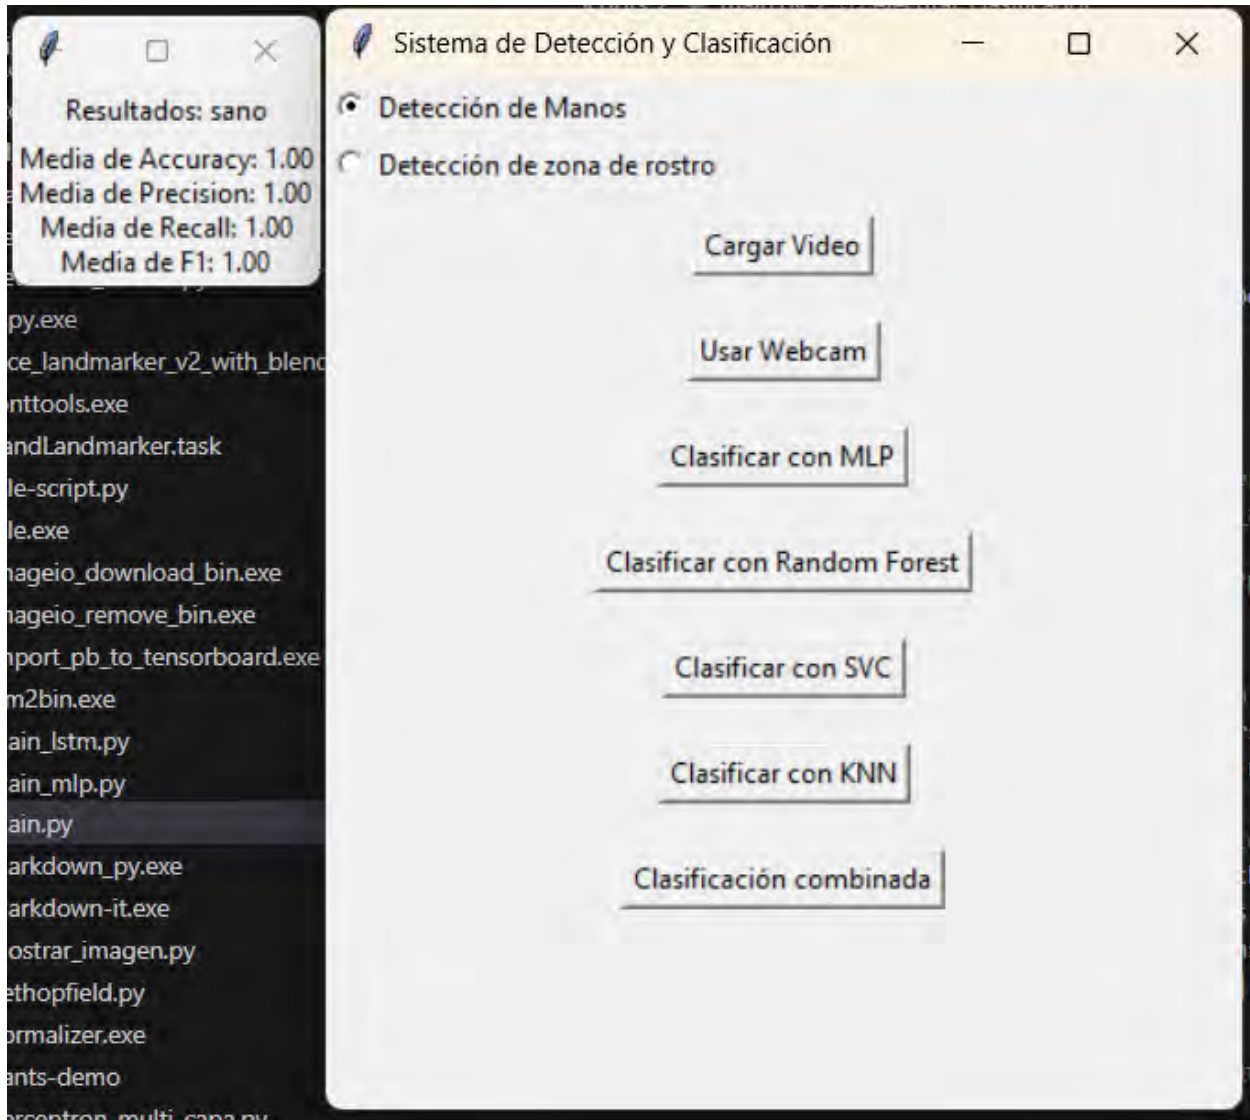 Resultados: sano
Media de Accuracy: 1.00
Media de Precision: 1.00
Media de Recall: 1.00
Media de F1: 1.00
py.exe
ce_landmarker_v2_with_blend
nttools.exe
andLandmarker.task
le-script.py
le.exe
nageio_download_bin.exe
nageio_remove_bin.exe
nport_pb_to_tensorboard.exe
m2bin.exe
ain_lstm.py
ain_mlp.py
ain.py
arkdown_py.exe
arkdown-it.exe
ostrar_imagen.py
ethopfield.py
ormalizer.exe
ants-demo
erceptron_multi_capa.py
Sistema de Detección y Clasificación
Detección de Manos
Detección de zona de rostro
Cargar Video
Usar Webcam
Clasificar con MLP
Clasificar con Random Forest
Clasificar con SVC
Clasificar con KNN
Clasificación combinada